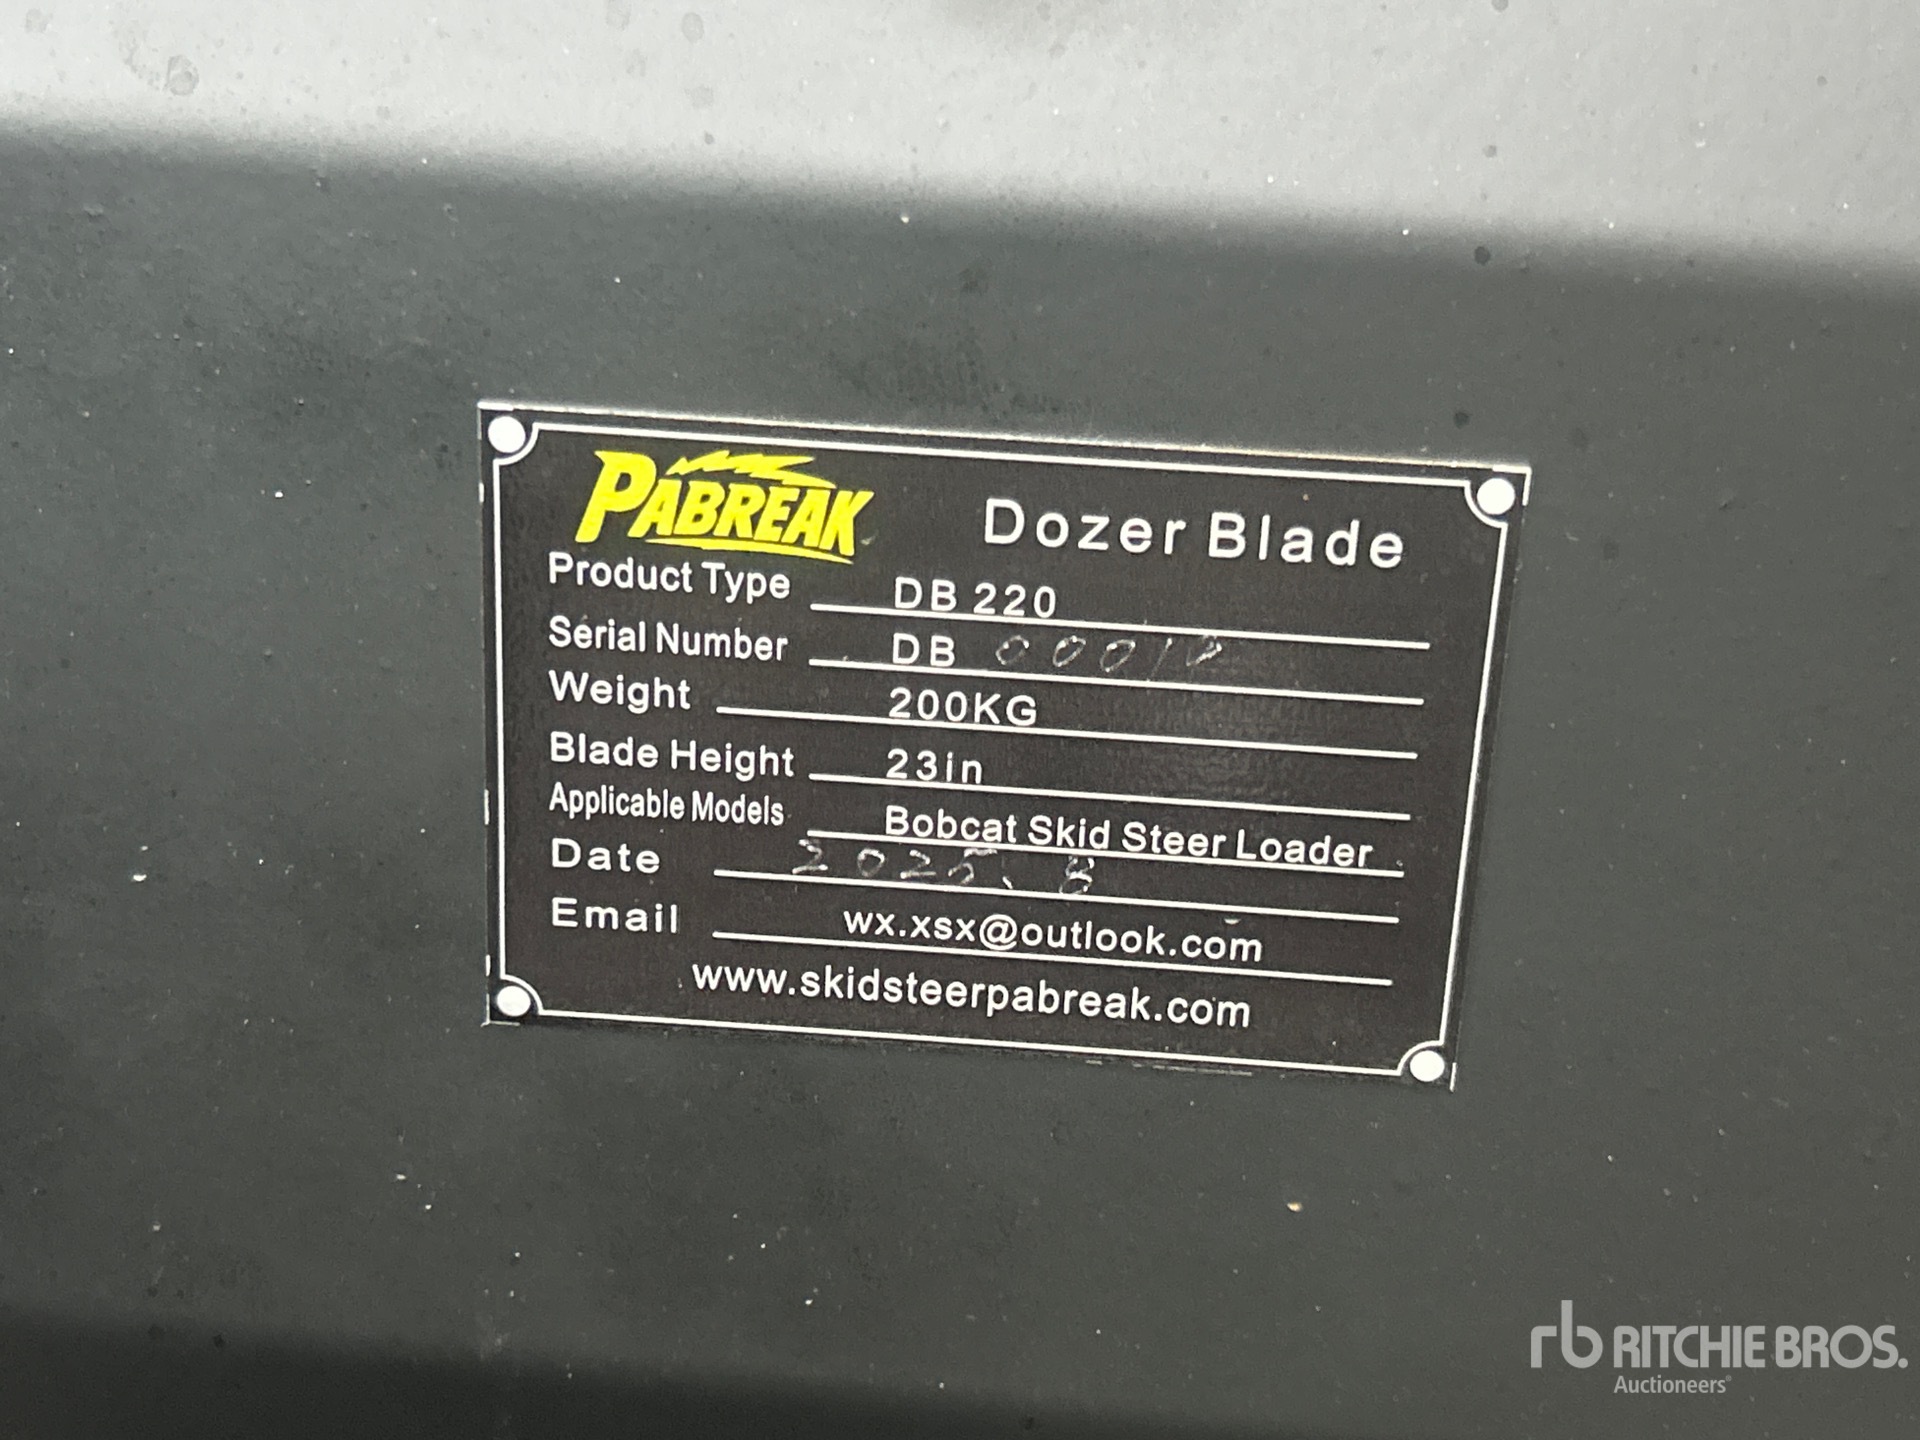 PABREAK Dozer Blade
Product Type DB 220
Serial Number DB
Weight 200KG
Blade Height 23in
Applicable Models Bobcat Skid Steer Loader
Date 2025.8
Email wx.xsx@outlook.com
www.skidsteerpabreak.com
rb RITCHIE BROS.
Auctioneers